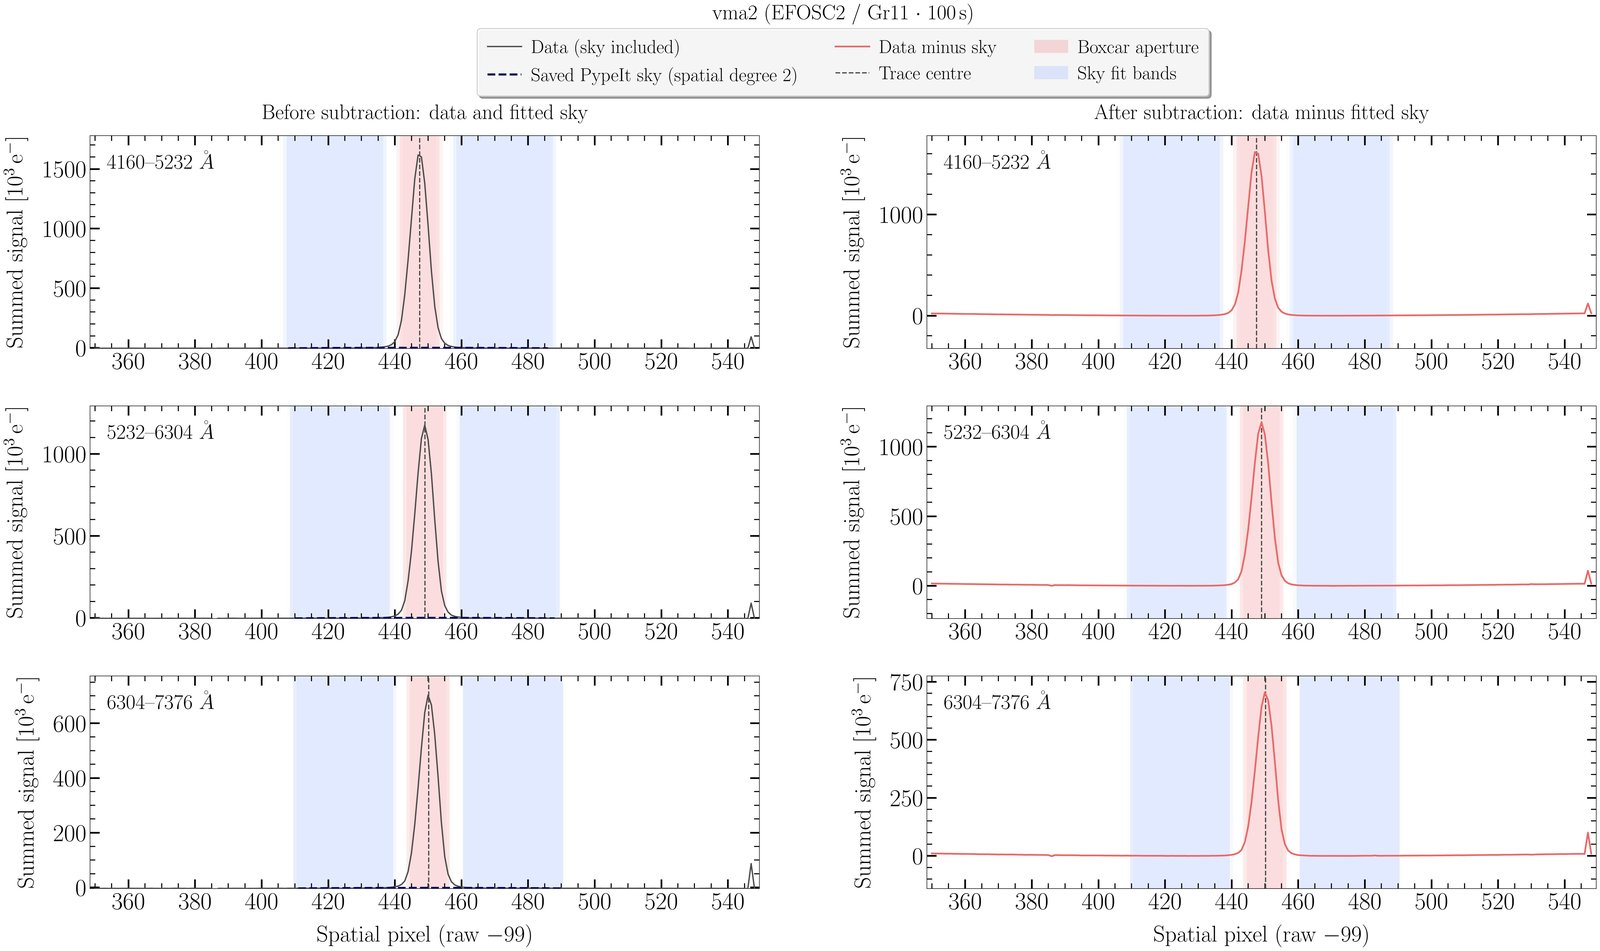 vma2 (EFOSC2 / Gr11 · 100 s)
Data (sky included)
Saved PypeIt sky (spatial degree 2)
Data minus sky
Trace centre
Boxcar aperture
Sky fit bands
Before subtraction: data and fitted sky
After subtraction: data minus fitted sky
4160–5232 Å
Summed signal [10³ e⁻]
1500
1000
500
0
360 380 400 420 440 460 480 500 520 540
4160–5232 Å
Summed signal [10³ e⁻]
1000
0
360 380 400 420 440 460 480 500 520 540
5232–6304 Å
Summed signal [10³ e⁻]
1000
500
0
360 380 400 420 440 460 480 500 520 540
5232–6304 Å
Summed signal [10³ e⁻]
1000
500
0
360 380 400 420 440 460 480 500 520 540
6304–7376 Å
Summed signal [10³ e⁻]
600
400
200
0
360 380 400 420 440 460 480 500 520 540
Spatial pixel (raw −99)
6304–7376 Å
Summed signal [10³ e⁻]
750
500
250
0
360 380 400 420 440 460 480 500 520 540
Spatial pixel (raw −99)